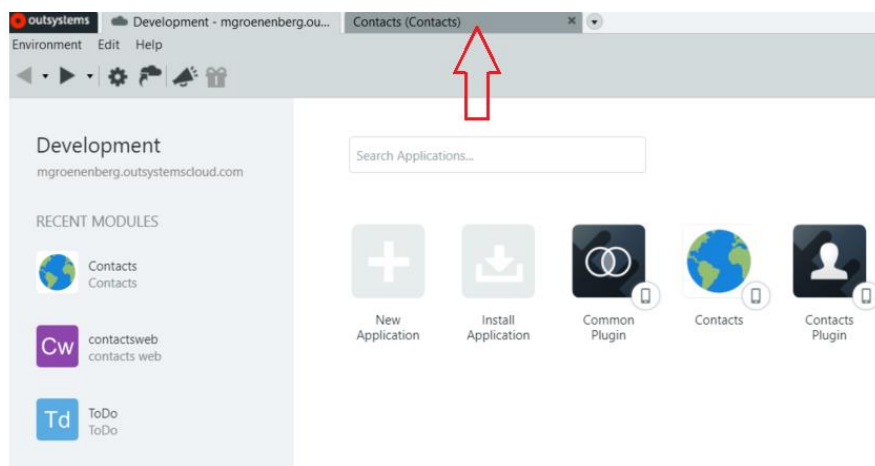 outsystems Development - mgroenenberg.ou... Contacts (Contacts)
Environment Edit Help
Development
mgroenenberg.outsystemscloud.com
RECENT MODULES
Contacts
Contacts
Cw contactsweb
contacts web
Td ToDo
ToDo
Search Applications...
New
Application
Install
Application
Common
Plugin
Contacts
Contacts
Plugin